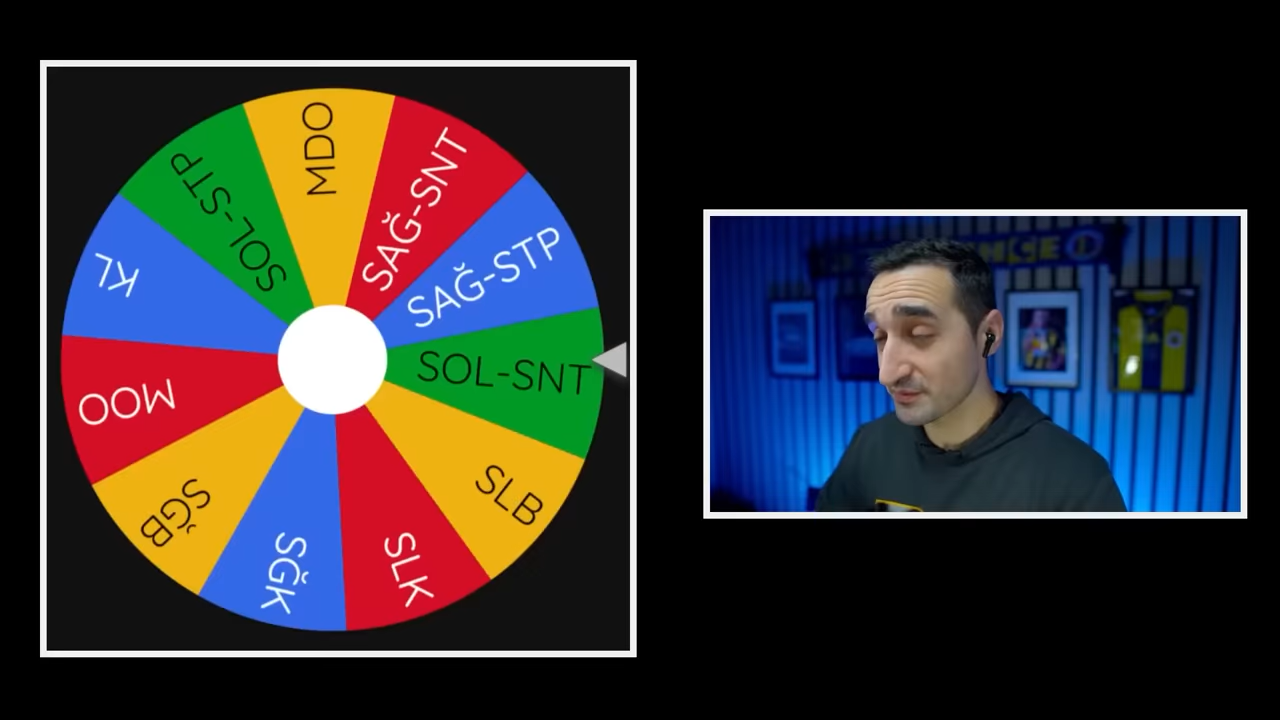 MDO
SAĞ-SNT
SAĞ-STP
SOL-SNT
SLB
SLK
SĞK
SĞB
MOO
KL
SOL-STP